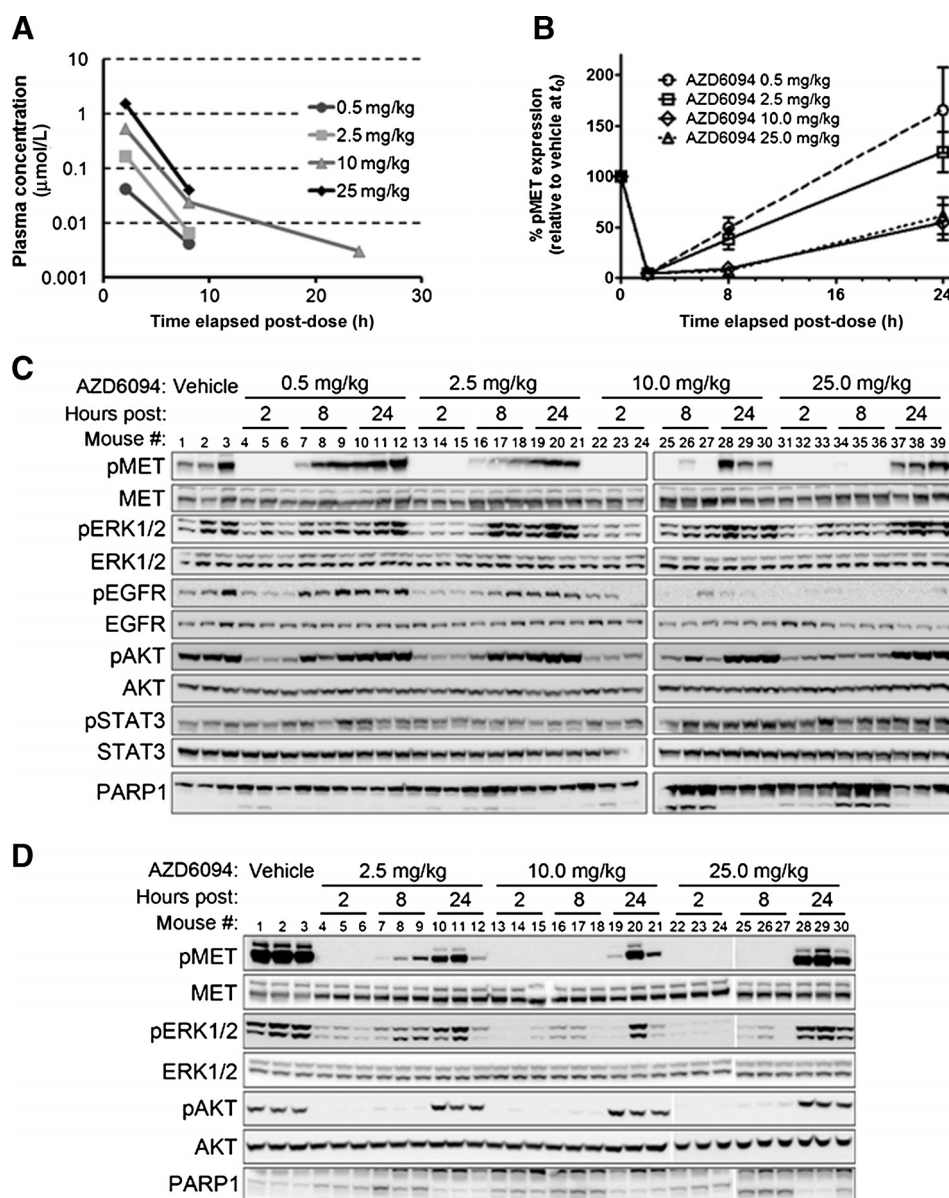 A
Plasma concentration
(μmol/L)
10
1
0.1
0.01
0.001
0 10 20 30
Time elapsed post-dose (h)
0.5 mg/kg
2.5 mg/kg
10 mg/kg
25 mg/kg
B
% pMET expression
(relative to vehicle at t0)
200
150
100
50
0
0 8 16 24
Time elapsed post-dose (h)
AZD6094 0.5 mg/kg
AZD6094 2.5 mg/kg
AZD6094 10.0 mg/kg
AZD6094 25.0 mg/kg
C
AZD6094: Vehicle 0.5 mg/kg 2.5 mg/kg 10.0 mg/kg 25.0 mg/kg
Hours post: 2 8 24 2 8 24 2 8 24 2 8 24
Mouse #: 1 2 3 4 5 6 7 8 9 10 11 12 13 14 15 16 17 18 19 20 21 22 23 24 25 26 27 28 29 30 31 32 33 34 35 36 37 38 39
pMET
MET
pERK1/2
ERK1/2
pEGFR
EGFR
pAKT
AKT
pSTAT3
STAT3
PARP1
D
AZD6094: Vehicle 2.5 mg/kg 10.0 mg/kg 25.0 mg/kg
Hours post: 2 8 24 2 8 24 2 8 24
Mouse #: 1 2 3 4 5 6 7 8 9 10 11 12 13 14 15 16 17 18 19 20 21 22 23 24 25 26 27 28 29 30
pMET
MET
pERK1/2
ERK1/2
pAKT
AKT
PARP1